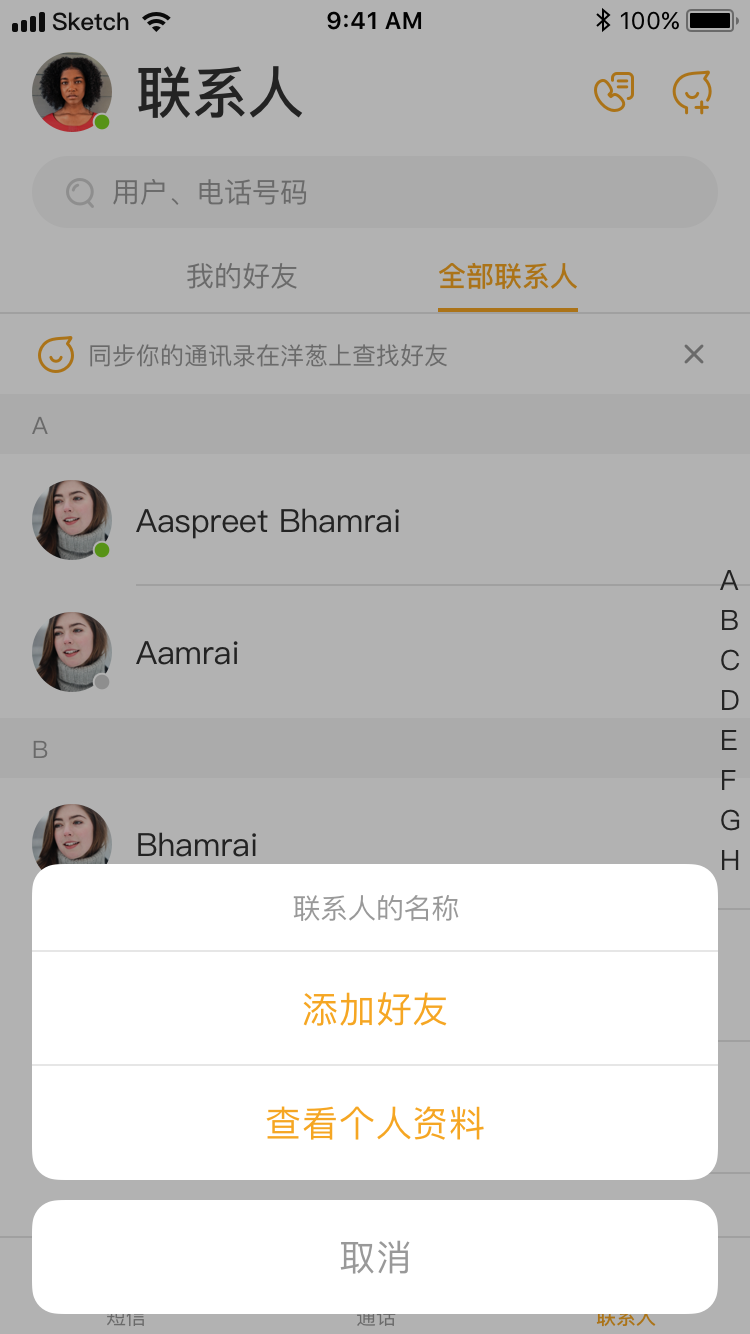 Sketch 9:41 AM 100%
联系人
用户、电话号码
我的好友 全部联系人
同步你的通讯录在洋葱上查找好友
A
Aaspreet Bhamrai
Aamrai
B
Bhamrai
A
B
C
D
E
F
G
H
联系人的名称
添加好友
查看个人资料
取消
短信 通话 联系人